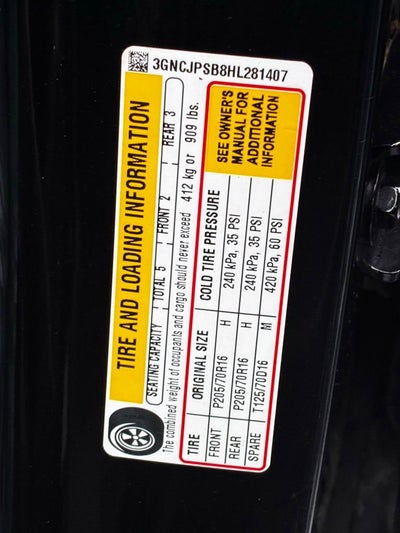 3GNCJPSB8HL281407
TIRE AND LOADING INFORMATION
SEATING CAPACITY TOTAL 5 FRONT 2 REAR 3
The combined weight of occupants and cargo should never exceed 412 kg or 909 lbs.
TIRE ORIGINAL SIZE COLD TIRE PRESSURE
FRONT P205/70R16 H 240 kPa, 35 PSI
REAR P205/70R16 H 240 kPa, 35 PSI
SPARE T125/70D16 M 420 kPa, 60 PSI
SEE OWNER'S
MANUAL FOR
ADDITIONAL
INFORMATION